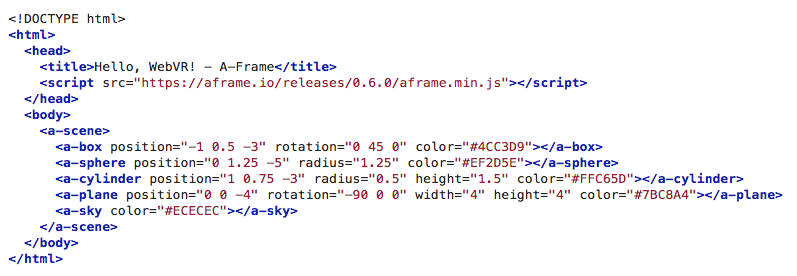 <!DOCTYPE html>
<html>
  <head>
    <title>Hello, WebVR! - A-Frame</title>
    <script src="https://aframe.io/releases/0.6.0/aframe.min.js"></script>
  </head>
  <body>
    <a-scene>
      <a-box position="-1 0.5 -3" rotation="0 45 0" color="#4CC3D9"></a-box>
      <a-sphere position="0 1.25 -5" radius="1.25" color="#EF2D5E"></a-sphere>
      <a-cylinder position="1 0.75 -3" radius="0.5" height="1.5" color="#FFC65D"></a-cylinder>
      <a-plane position="0 0 -4" rotation="-90 0 0" width="4" height="4" color="#7BC8A4"></a-plane>
      <a-sky color="#ECECEC"></a-sky>
    </a-scene>
  </body>
</html>